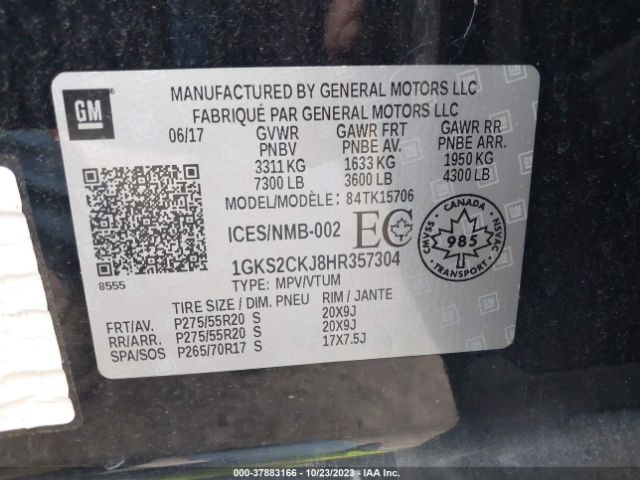 GM
MANUFACTURED BY GENERAL MOTORS LLC
FABRIQUÉ PAR GENERAL MOTORS LLC
06/17 GVWR GAWR FRT GAWR RR
PNBV PNBE AV. PNBE ARR.
3311 KG 1633 KG 1950 KG
7300 LB 3600 LB 4300 LB
MODEL/MODÈLE: 84TK15706
ICES/NMB-002 EC
CANADA
CMVSS 985 NSVAC
1GKS2CKJ8HR357304
8555
TYPE: MPV/VTUM
TIRE SIZE / DIM. PNEU RIM / JANTE
FRT/AV. P275/55R20 S 20X9J
RR/ARR. P275/55R20 S 20X9J
SPA/SOS P265/70R17 S 17X7.5J
000-37883166 - 10/23/2023 - IAA Inc.